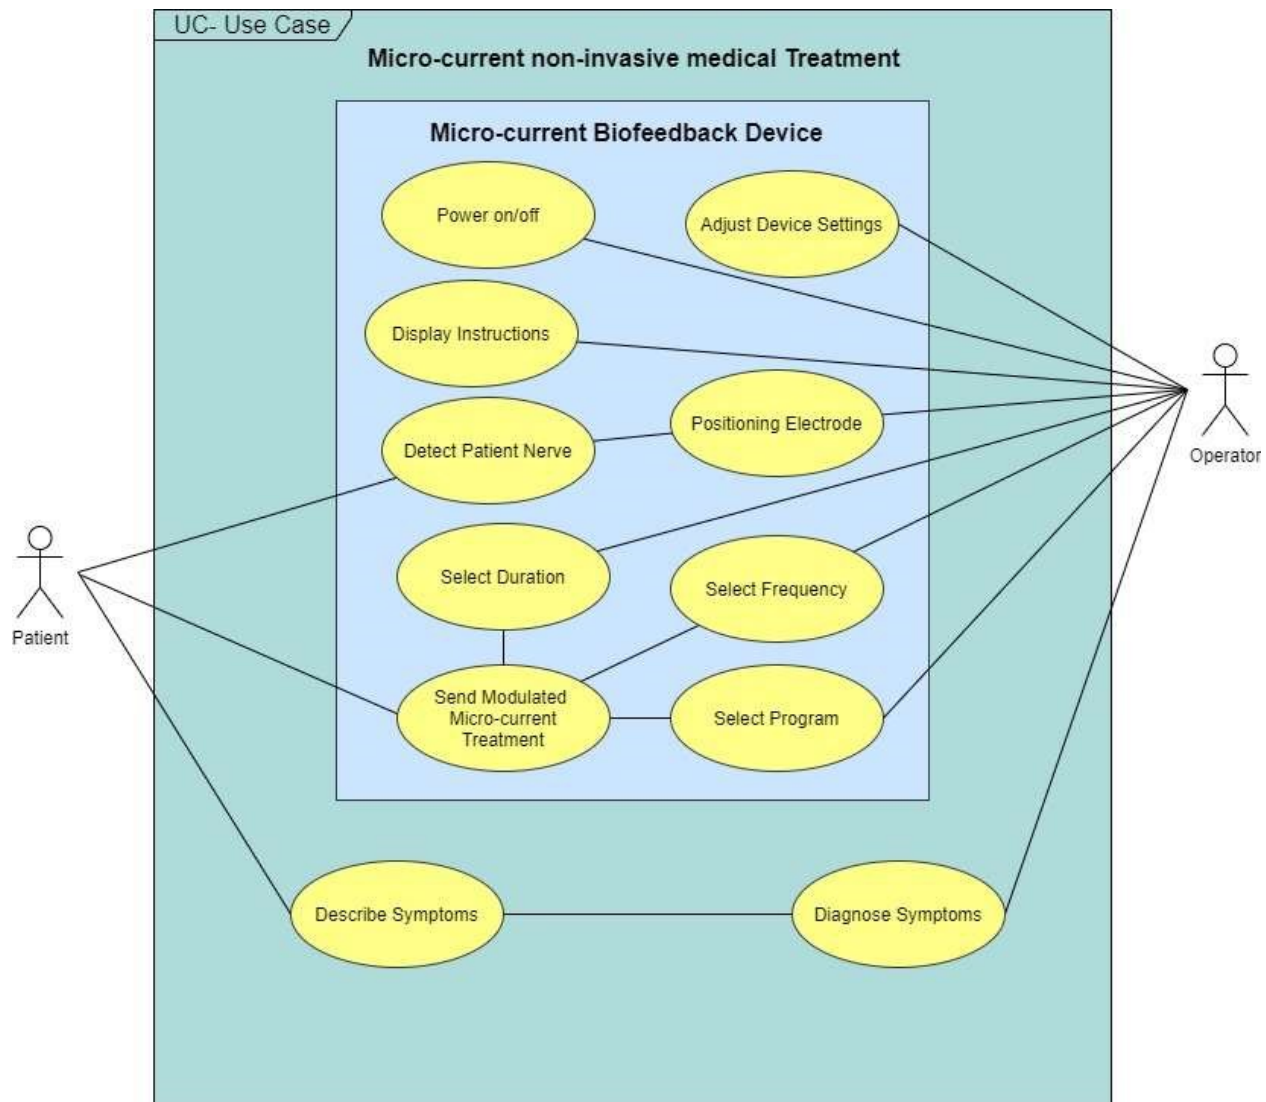 UC- Use Case
Micro-current non-invasive medical Treatment
Micro-current Biofeedback Device
Power on/off
Adjust Device Settings
Display Instructions
Positioning Electrode
Detect Patient Nerve
Operator
Select Duration
Select Frequency
Patient
Send Modulated
Micro-current
Treatment
Select Program
Describe Symptoms
Diagnose Symptoms